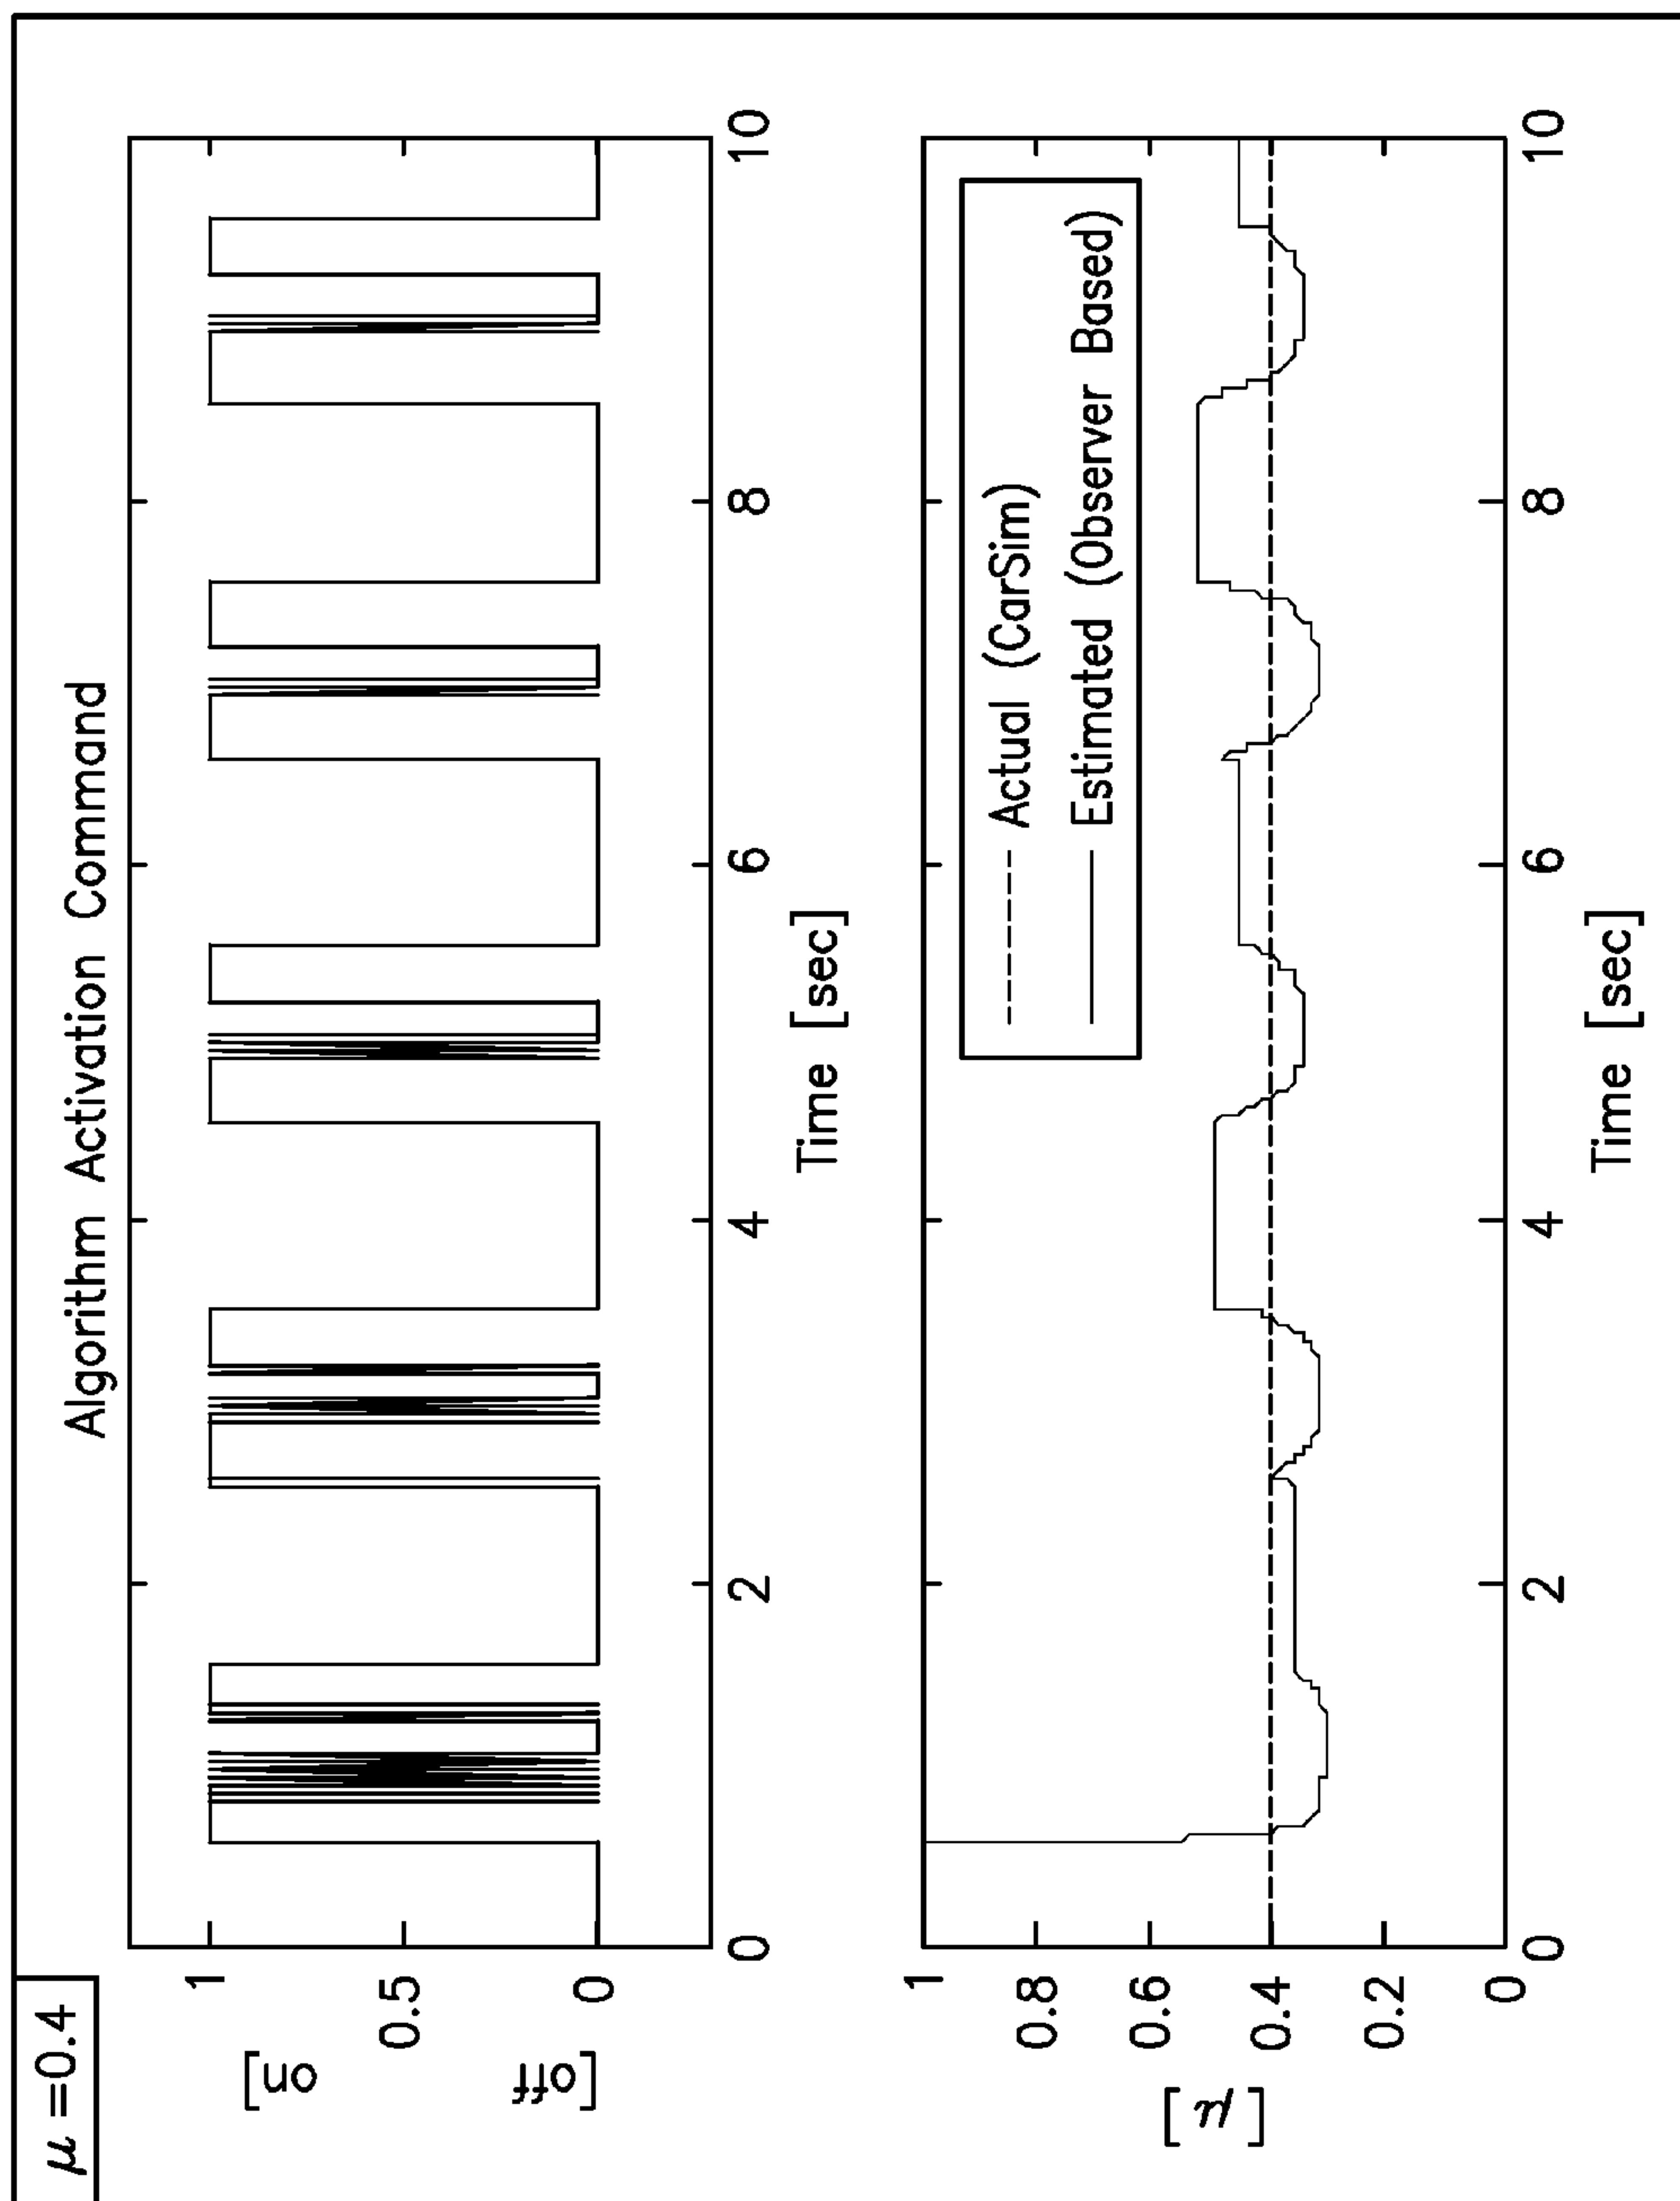 μ =0.4
Algorithm Activation Command
[off on]
1
0.5
0
0 2 4 6 8 10
Time [sec]
[μ]
1
0.8
0.6
0.4
0.2
0
Actual (CarSim)
Estimated (Observer Based)
0 2 4 6 8 10
Time [sec]